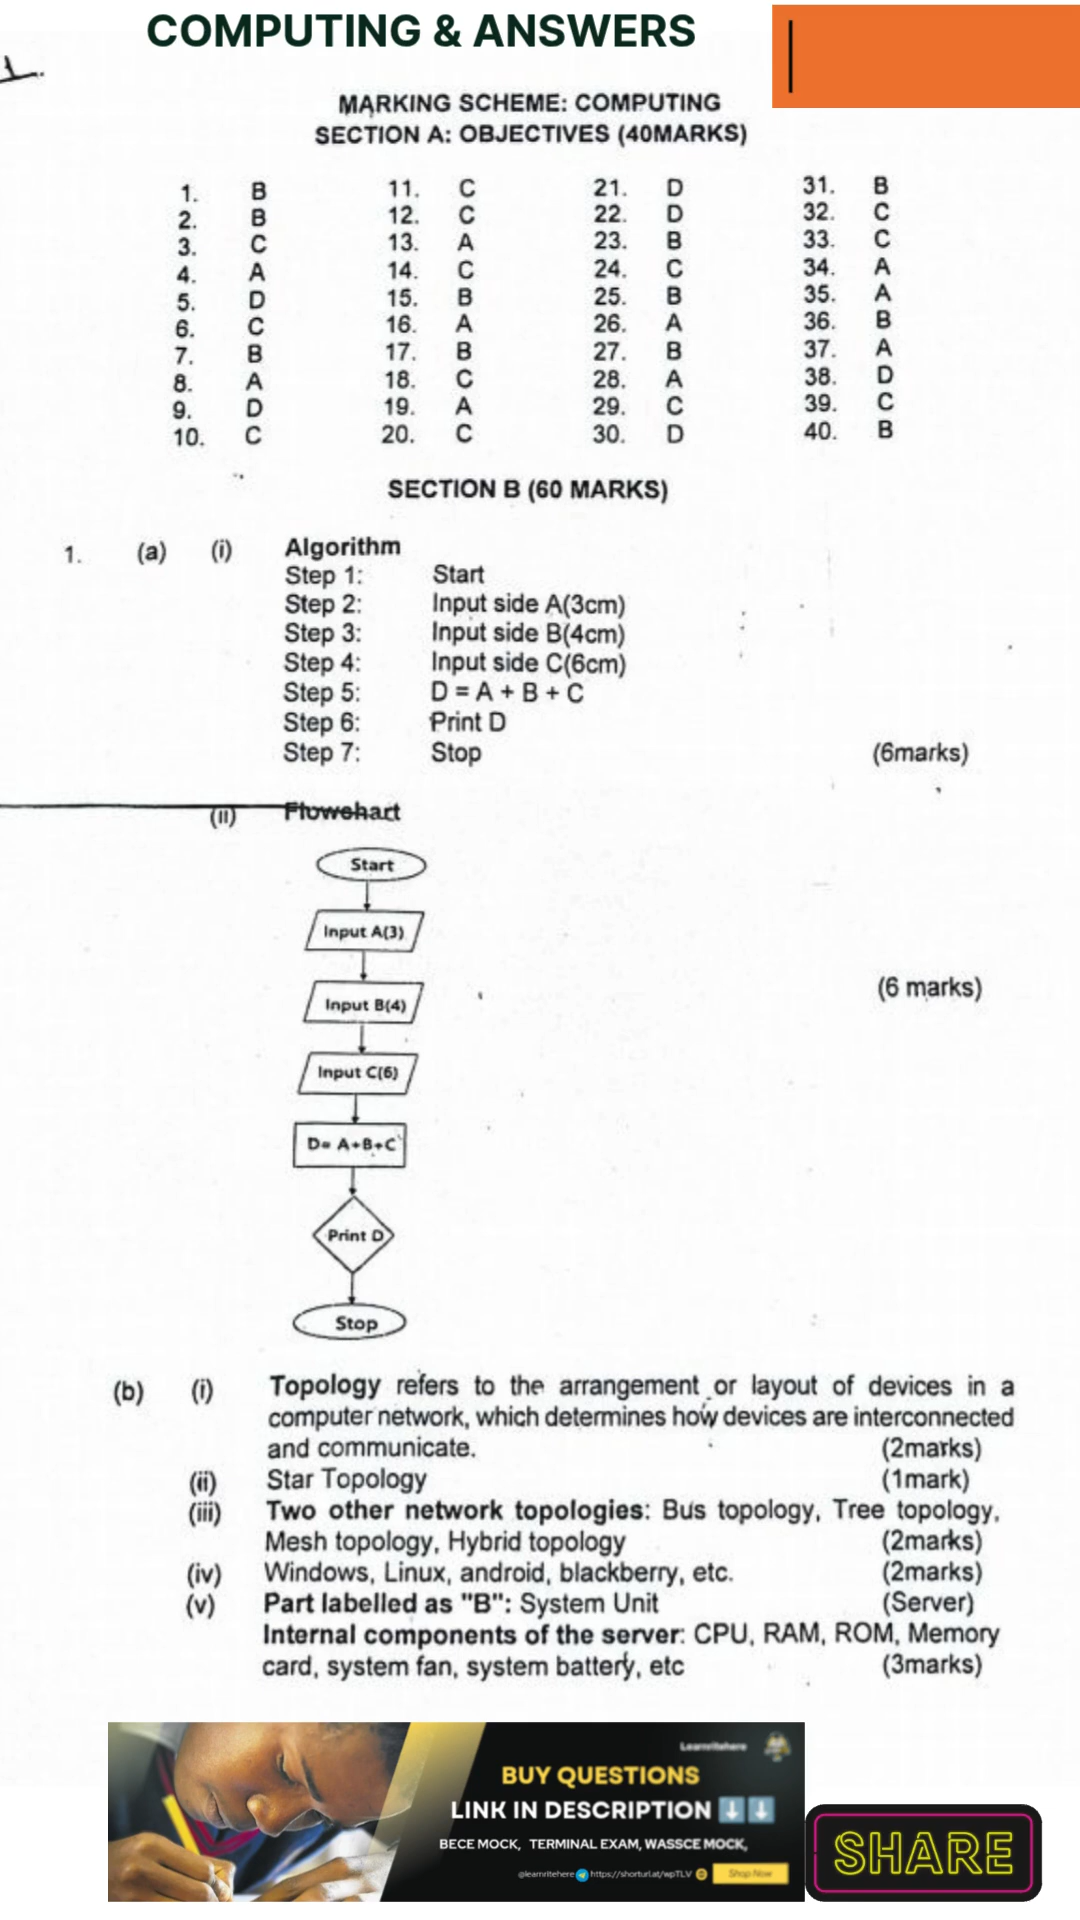 COMPUTING & ANSWERS
MARKING SCHEME: COMPUTING
SECTION A: OBJECTIVES (40MARKS)
1. B 11. C 21. D 31. B
2. B 12. C 22. D 32. C
3. C 13. A 23. B 33. C
4. A 14. C 24. C 34. A
5. D 15. B 25. B 35. A
6. C 16. A 26. A 36. B
7. B 17. B 27. B 37. A
8. A 18. C 28. A 38. D
9. D 19. A 29. C 39. C
10. C 20. C 30. D 40. B
SECTION B (60 MARKS)
1. (a) (i) Algorithm
Step 1: Start
Step 2: Input side A(3cm)
Step 3: Input side B(4cm)
Step 4: Input side C(6cm)
Step 5: D = A + B + C
Step 6: Print D
Step 7: Stop (6marks)
(ii) Flowchart
Start
Input A(3)
(6 marks)
Input B(4)
Input C(6)
D= A+B+C
Print D
Stop
(b) (i) Topology refers to the arrangement or layout of devices in a
computer network, which determines how devices are interconnected
and communicate. (2marks)
(ii) Star Topology (1mark)
(iii) Two other network topologies: Bus topology, Tree topology,
Mesh topology, Hybrid topology (2marks)
(iv) Windows, Linux, android, blackberry, etc. (2marks)
(v) Part labelled as "B": System Unit (Server)
Internal components of the server: CPU, RAM, ROM, Memory
card, system fan, system battery, etc (3marks)
Learnritehere
BUY QUESTIONS
LINK IN DESCRIPTION
BECE MOCK, TERMINAL EXAM, WASSCE MOCK,
@learnritehere https://shorturl.at/wpTLV Shop Now
SHARE